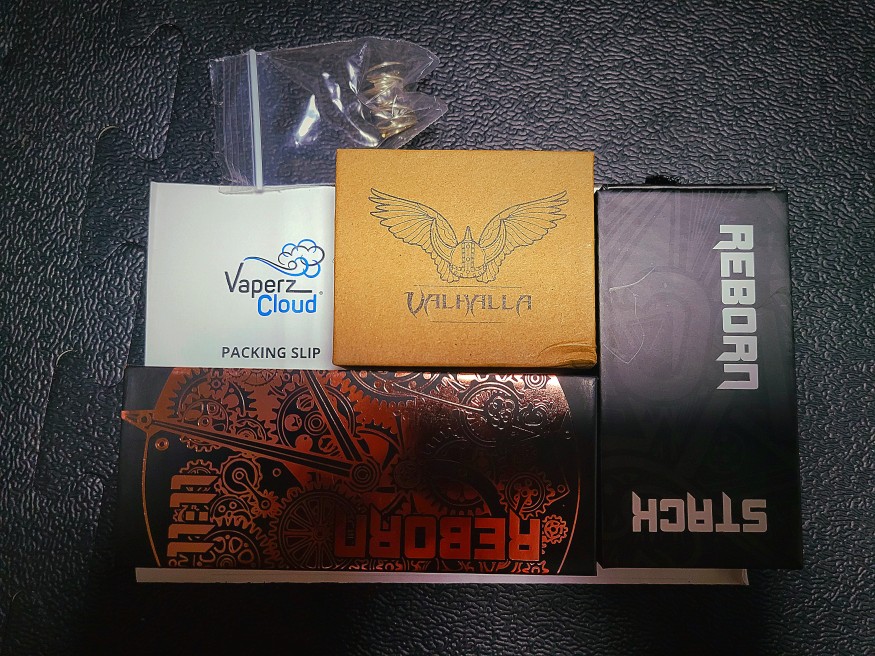 Vaperz
Cloud®
PACKING SLIP
VALHALLA
REBORN
STACK
REBORN